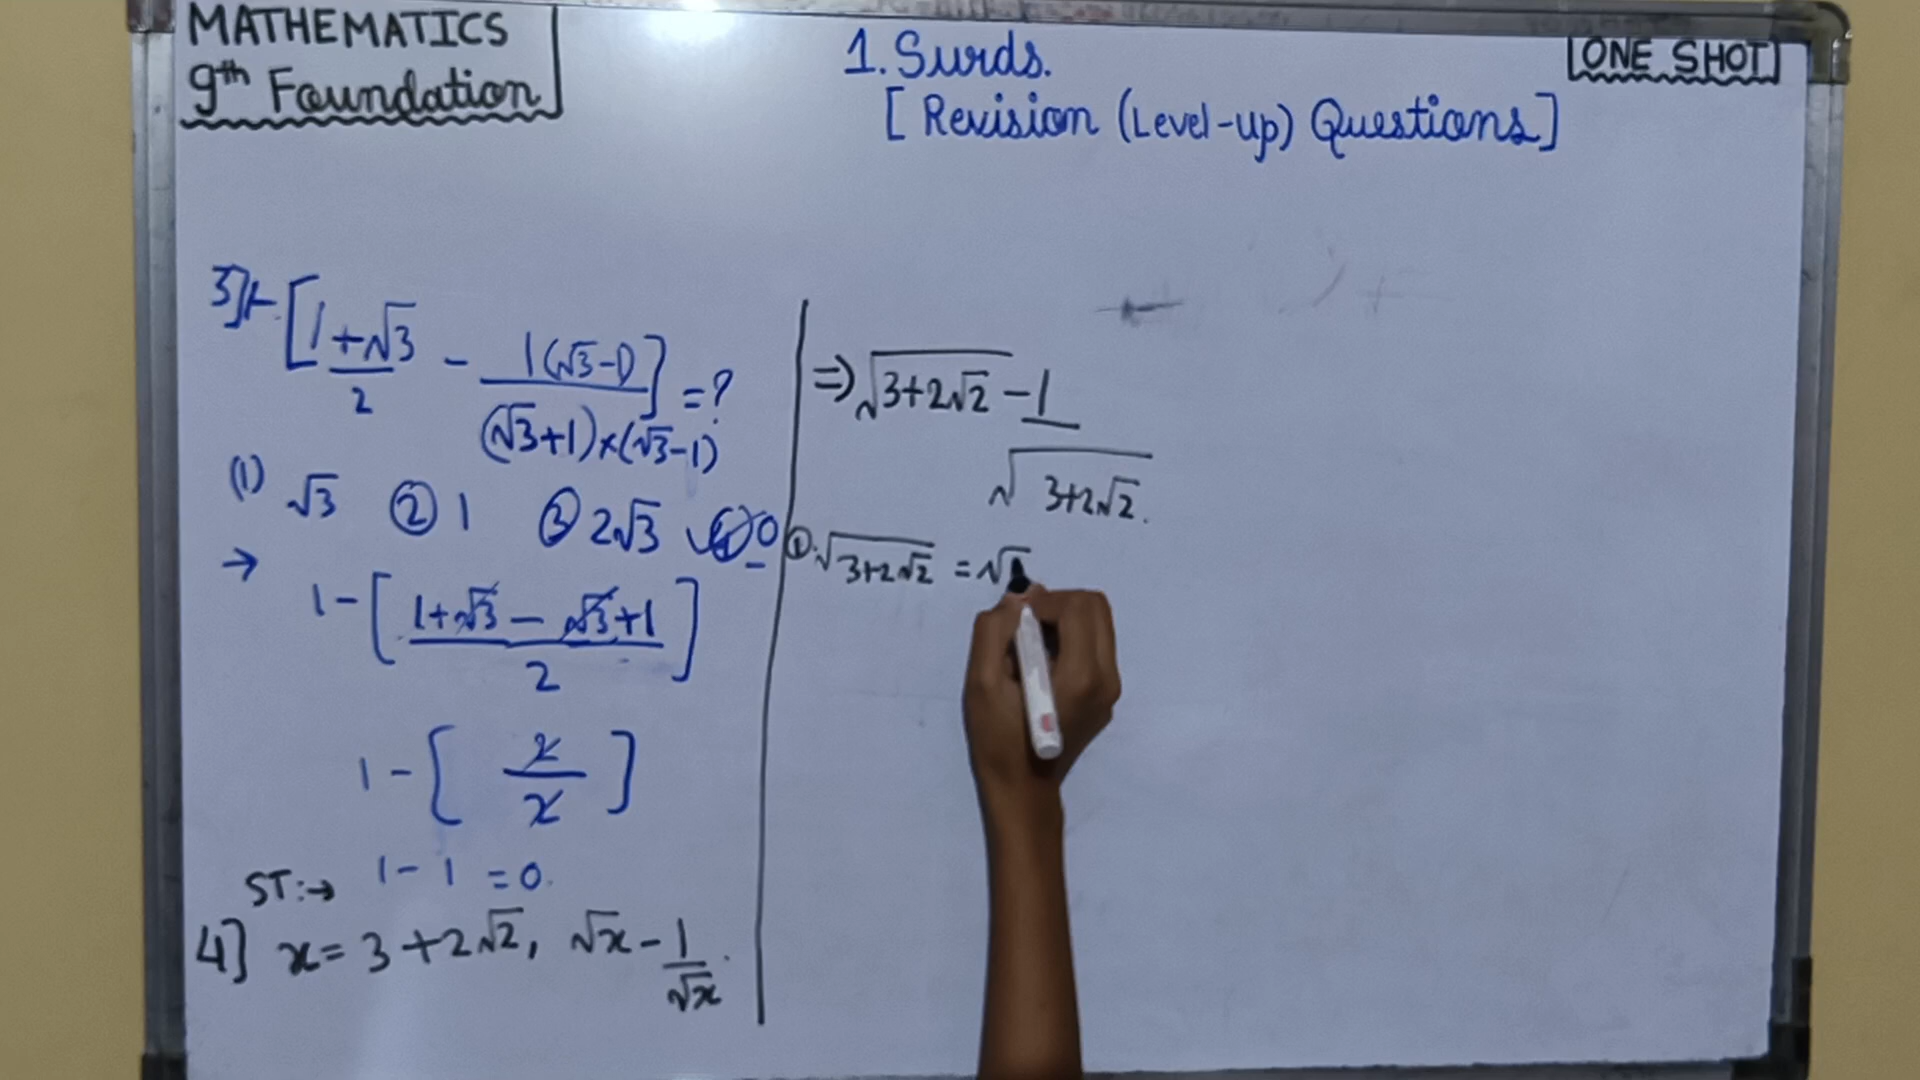 MATHEMATICS
9th Foundation
1. Surds.
[ Revision (Level-up) Questions ]
ONE SHOT
3] 1- [ (1+√3)/2 - 1(√3-1)/((√3+1)×(√3-1)) ] = ?
(1) √3 ② 1 ③ 2√3 ✓④ 0
→
1 - [ (1+√3 - √3+1)/2 ]
1 - [ 2/2 ]
1 - 1 = 0.
ST:→
4] x = 3+2√2, √x - 1/√x.
⇒ √(3+2√2) - 1/√(3+2√2).
①. √(3+2√2) = √